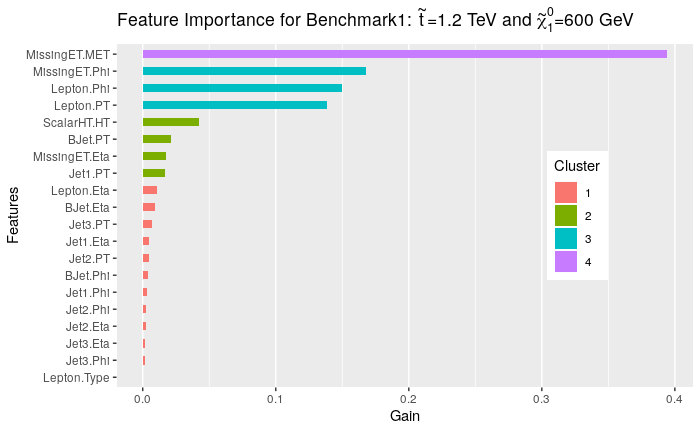 Feature Importance for Benchmark1: t̃ =1.2 TeV and χ̃₁⁰=600 GeV
MissingET.MET
MissingET.Phi
Lepton.Phi
Lepton.PT
ScalarHT.HT
BJet.PT
MissingET.Eta
Jet1.PT
Lepton.Eta
BJet.Eta
Jet3.PT
Jet1.Eta
Jet2.PT
BJet.Phi
Jet1.Phi
Jet2.Phi
Jet2.Eta
Jet3.Eta
Jet3.Phi
Lepton.Type
Features
Cluster
1
2
3
4
0.0 0.1 0.2 0.3 0.4
Gain